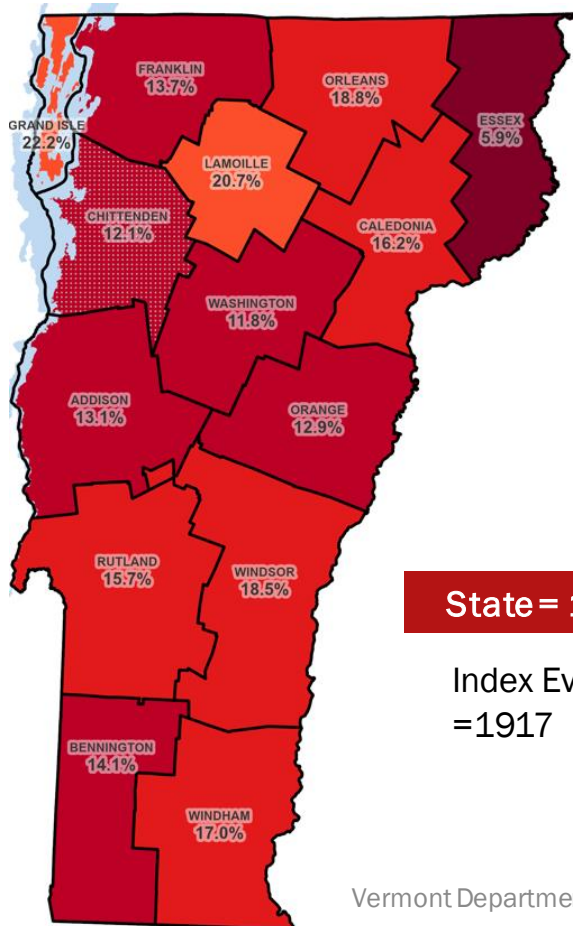 FRANKLIN
13.7%
ORLEANS
18.8%
ESSEX
5.9%
GRAND ISLE
22.2%
LAMOILLE
20.7%
CHITTENDEN
12.1%
CALEDONIA
16.2%
WASHINGTON
11.8%
ADDISON
13.1%
ORANGE
12.9%
RUTLAND
15.7%
WINDSOR
18.5%
State=
Index Ev
=1917
BENNINGTON
14.1%
WINDHAM
17.0%
Vermont Departme